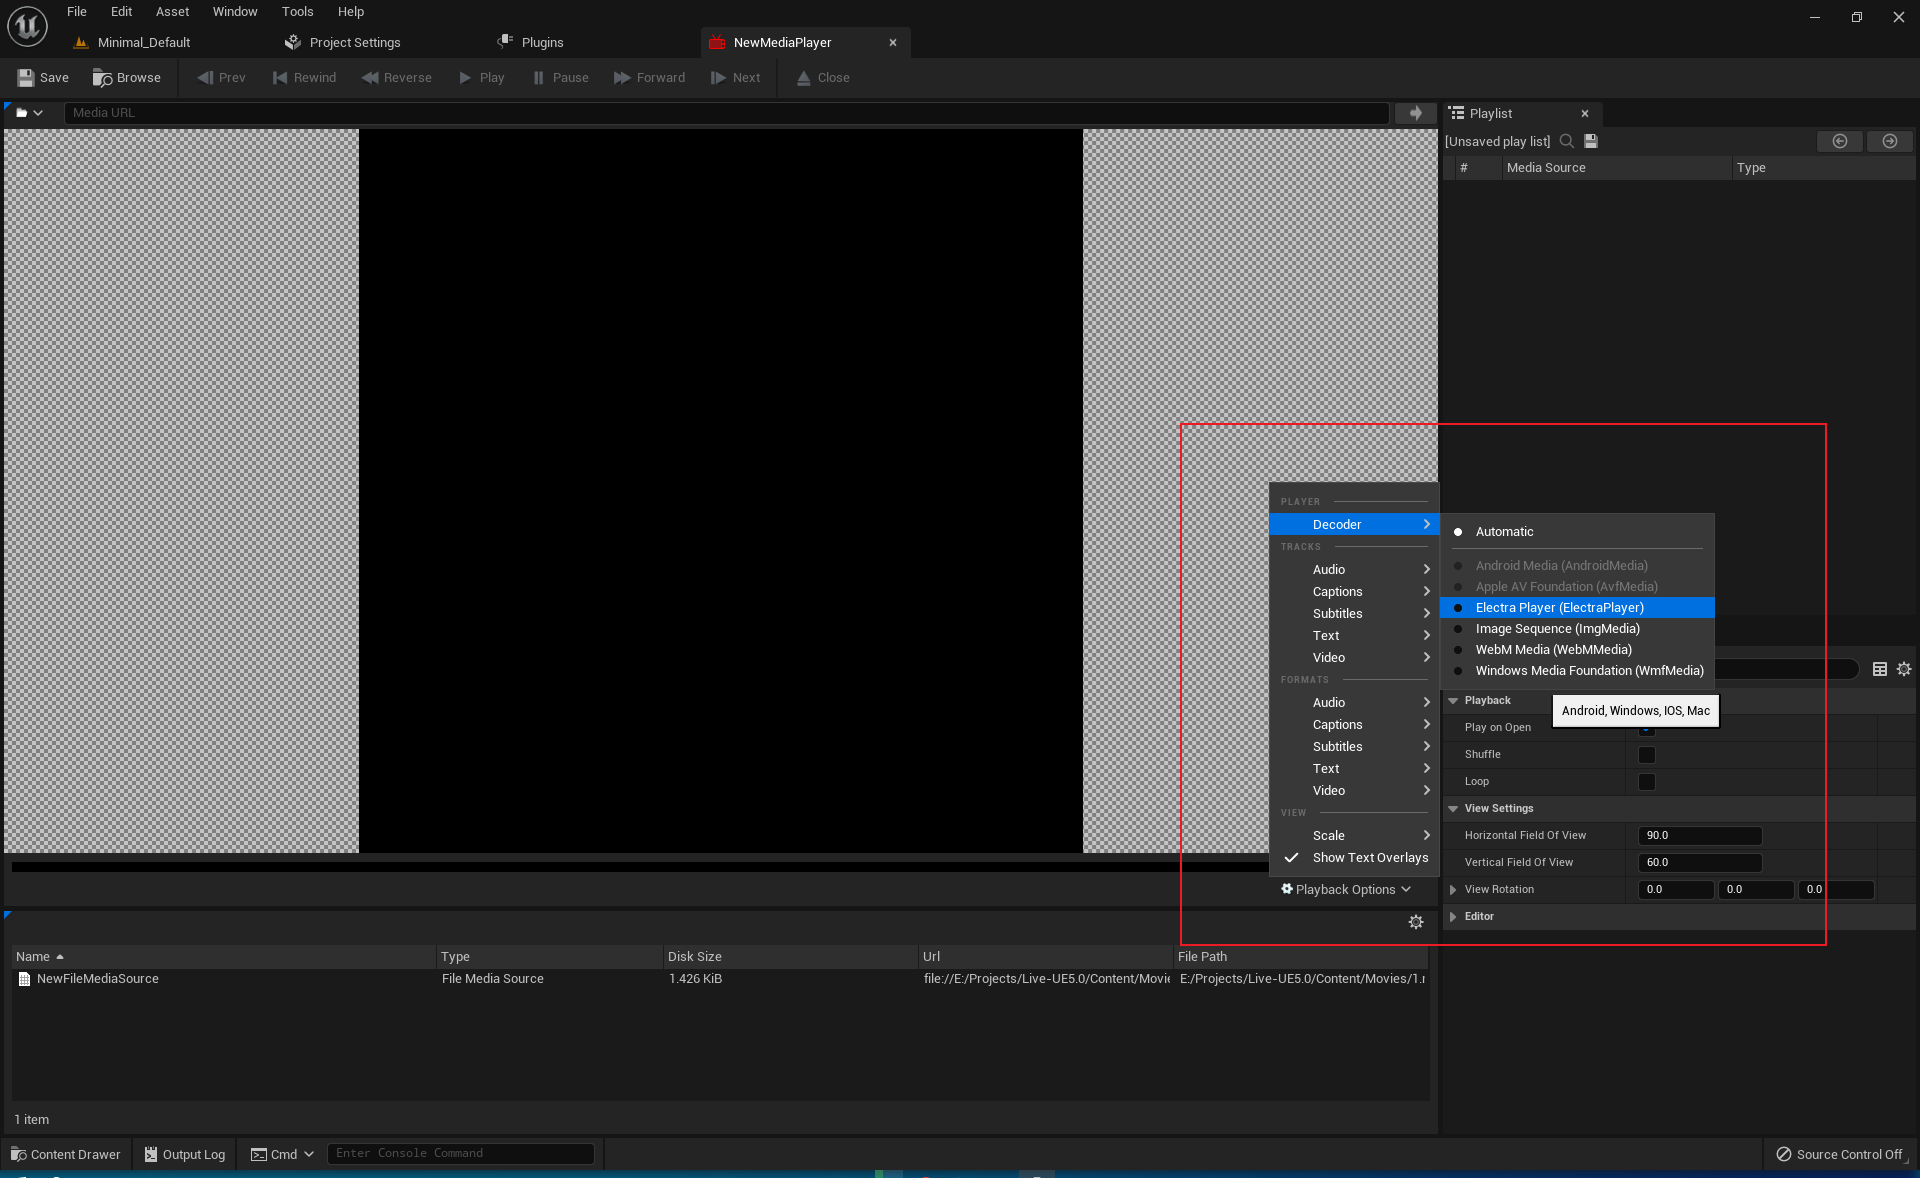 File Edit Asset Window Tools Help
Minimal_Default Project Settings Plugins NewMediaPlayer
Save Browse Prev Rewind Reverse Play Pause Forward Next Close
Media URL
Playlist
[Unsaved play list]
# Media Source Type
PLAYER
Decoder
TRACKS
Audio
Captions
Subtitles
Text
Video
FORMATS
Audio
Captions
Subtitles
Text
Video
VIEW
Scale
Show Text Overlays
Playback Options
Automatic
Android Media (AndroidMedia)
Apple AV Foundation (AvfMedia)
Electra Player (ElectraPlayer)
Image Sequence (ImgMedia)
WebM Media (WebMMedia)
Windows Media Foundation (WmfMedia)
Android, Windows, IOS, Mac
Playback
Play on Open
Shuffle
Loop
View Settings
Horizontal Field Of View 90.0
Vertical Field Of View 60.0
View Rotation 0.0 0.0 0.0
Editor
Name Type Disk Size Url File Path
NewFileMediaSource File Media Source 1.426 KiB file://E:/Projects/Live-UE5.0/Content/Movie E:/Projects/Live-UE5.0/Content/Movies/1.
1 item
Content Drawer Output Log Cmd Enter Console Command Source Control Off